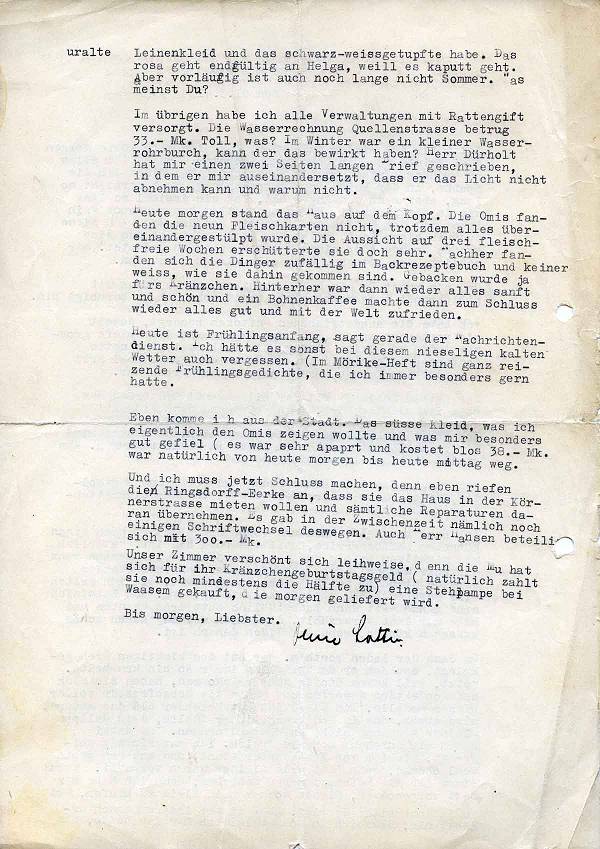 uralte Leinenkleid und das schwarz-weissgetupfte habe. Das
rosa geht endgültig an Helga, weill es kaputt geht.
Aber vorläufig ist auch noch lange nicht Sommer. "as
meinst Du?
Im übrigen habe ich alle Verwaltungen mit Rattengift
versorgt. Die Wasserrechnung Quellenstrasse betrug
33.- Mk. Toll, was? Im Winter war ein kleiner Wasser-
rohrbruch, kann der das bewirkt haben? Herr Dürholt
hat mir einen zwei Seiten langen Brief geschrieben,
in dem er mir auseinandersetzt, dass er das Licht nicht
abnehmen kann und warum nicht.
Heute morgen stand das Haus auf dem Kopf. Die Omis fan-
den die neun Fleischkarten nicht, trotzdem alles über-
einandergestülpt wurde. Die Aussicht auf drei fleisch-
freie Wochen erschütterte sie doch sehr. Nachher fan-
den sich die Dinger zufällig im Backrezeptebuch und keiner
weiss, wie sie dahin gekommen sind. Gebacken wurde ja
fürs Kränzchen. Hinterher war dann wieder alles sanft
und schön und ein Bohnenkaffee machte dann zum Schluss
wieder alles gut und mit der Welt zufrieden.
Heute ist Frühlingsanfang, sagt gerade der Nachrichten-
dienst. Ich hätte es sonst bei diesem nieseligen kalten
Wetter auch vergessen. (Im Mörike-Heft sind ganz rei-
zende Frühlingsgedichte, die ich immer besonders gern
hatte.
Eben komme i h aus der Stadt. Das süsse Kleid, was ich
eigentlich den Omis zeigen wollte und was mir besonders
gut gefiel ( es war sehr apaprt und kostet blos 38.- Mk.
war natürlich von heute morgen bis heute mittag weg.
Und ich muss jetzt Schluss machen, denn eben riefen
die Ringsdorff-Eerke an, dass sie das Haus in der Kör-
nerstrasse mieten wollen und sämtliche Reparaturen da-
ran übernehmen. Es gab in der Zwischenzeit nämlich noch
einigen Schriftwechsel deswegen. Auch Herr Hansen beteilig
sich mit 300.- Mk.
Unser Zimmer verschönt sich leihweise, d enn die Mu hat
sich für ihr Kränzchengeburtstagsgeld ( natürlich zahlt
sie noch mindestens die Hälfte zu) eine Stehlampe bei
Waasem gekauft, d ie morgen geliefert wird.
Bis morgen, Liebster.